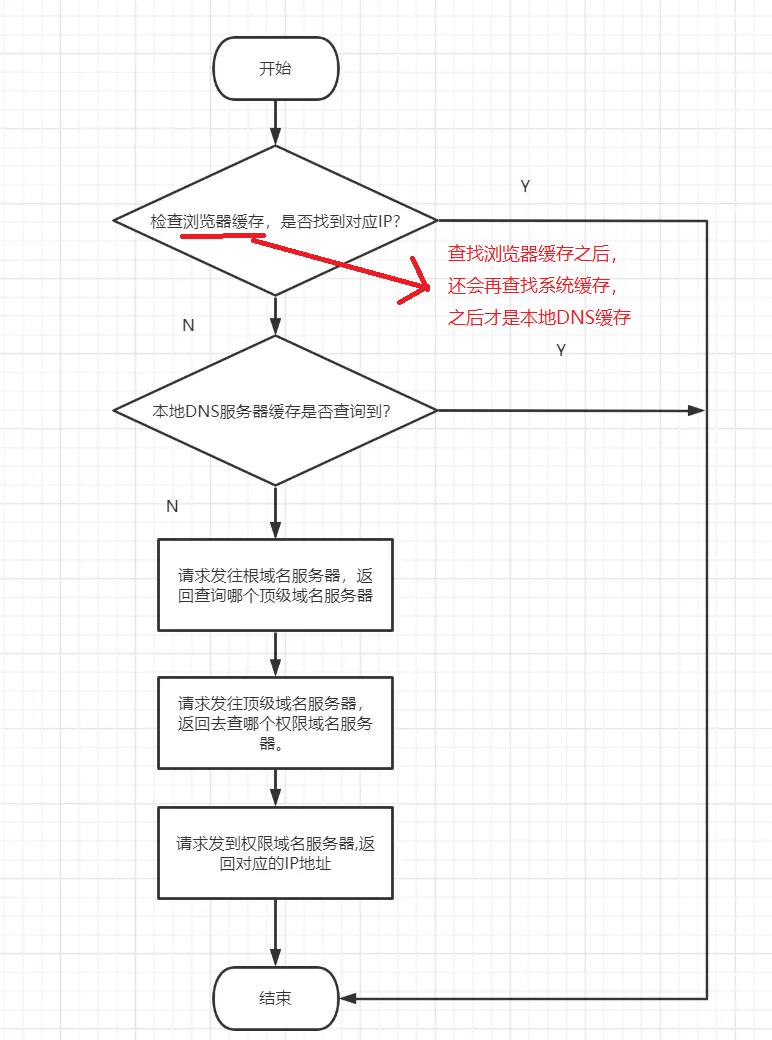 开始
Y
检查浏览器缓存，是否找到对应IP?
查找浏览器缓存之后，
还会再查找系统缓存，
之后才是本地DNS缓存
N
Y
本地DNS服务器缓存是否查询到?
N
请求发往根域名服务器，返
回查询哪个顶级域名服务器
请求发往顶级域名服务器，
返回去查哪个权限域名服务
器。
请求发到权限域名服务器,返
回对应的IP地址
结束